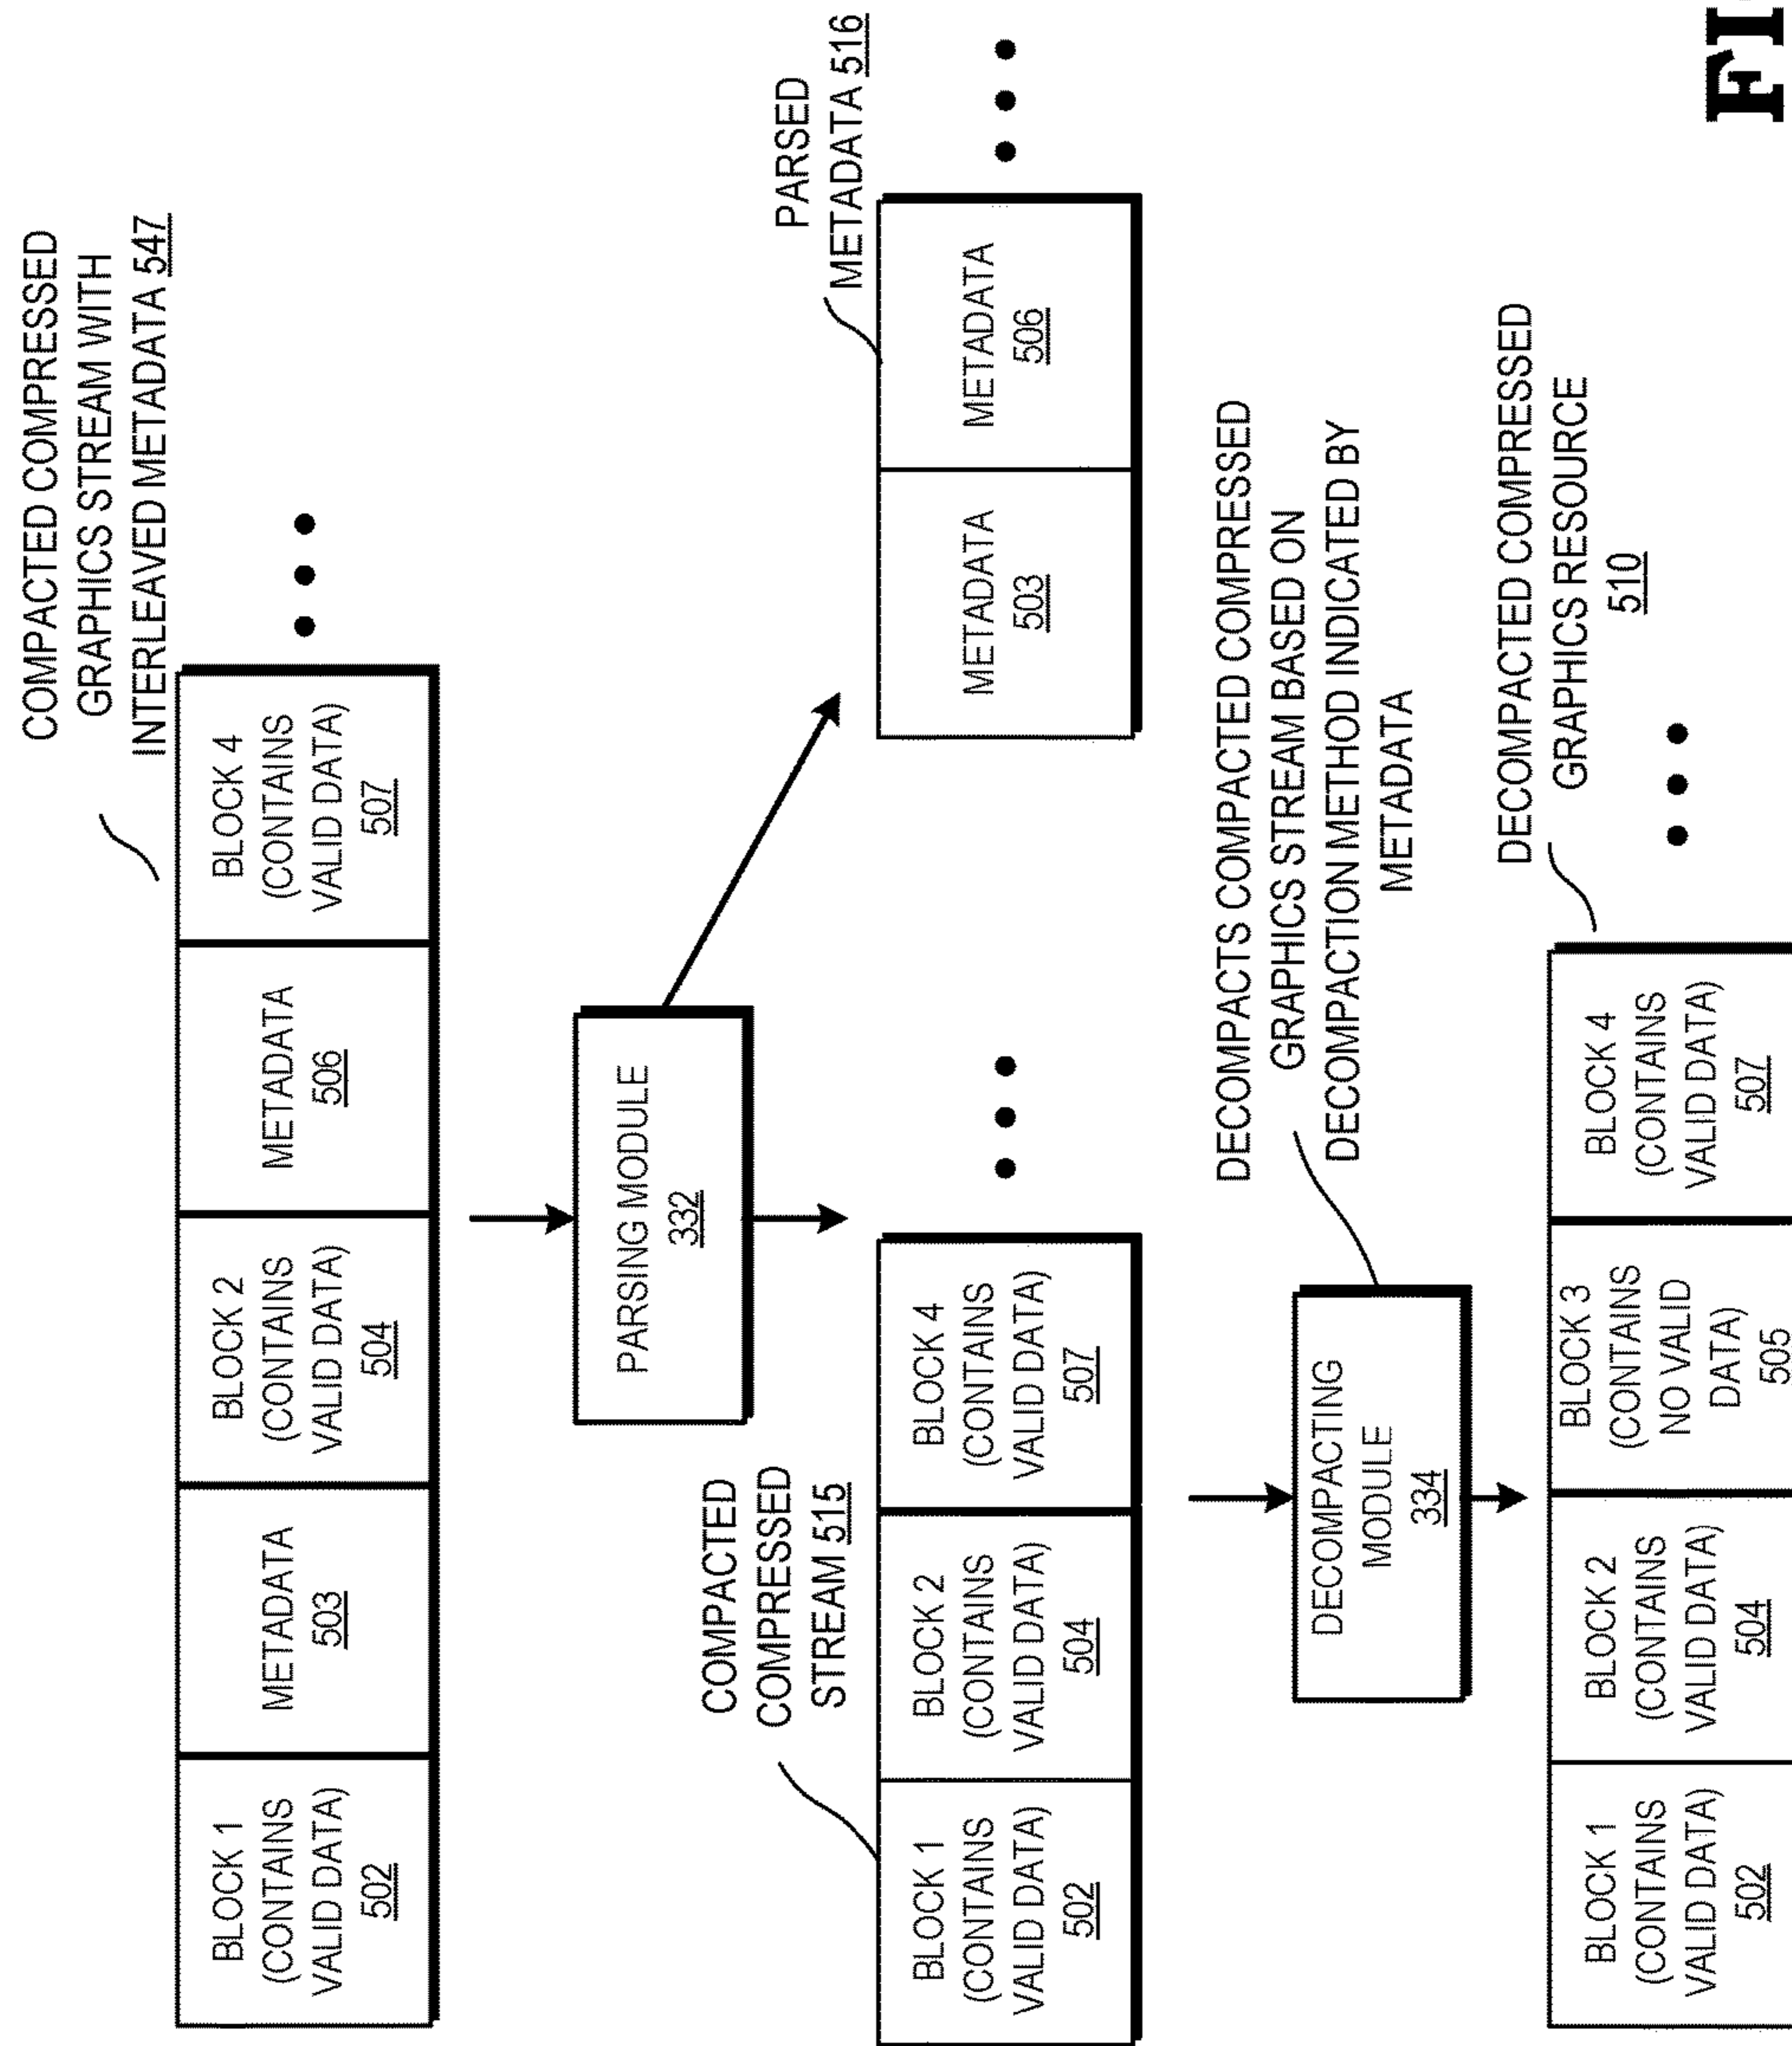 COMPACTED COMPRESSED
GRAPHICS STREAM WITH
INTERLEAVED METADATA 547
BLOCK 1
(CONTAINS
VALID DATA)
502
METADATA
503
BLOCK 2
(CONTAINS
VALID DATA)
504
METADATA
506
BLOCK 4
(CONTAINS
VALID DATA)
507
PARSING MODULE
332
COMPACTED
COMPRESSED
STREAM 515
BLOCK 1
(CONTAINS
VALID DATA)
502
BLOCK 2
(CONTAINS
VALID DATA)
504
BLOCK 4
(CONTAINS
VALID DATA)
507
PARSED
METADATA 516
METADATA
503
METADATA
506
DECOMPACTING
MODULE
334
DECOMPACTS COMPACTED COMPRESSED
GRAPHICS STREAM BASED ON
DECOMPACTION METHOD INDICATED BY
METADATA
DECOMPACTED COMPRESSED
GRAPHICS RESOURCE
510
BLOCK 1
(CONTAINS
VALID DATA)
502
BLOCK 2
(CONTAINS
VALID DATA)
504
BLOCK 3
(CONTAINS
NO VALID
DATA)
505
BLOCK 4
(CONTAINS
VALID DATA)
507